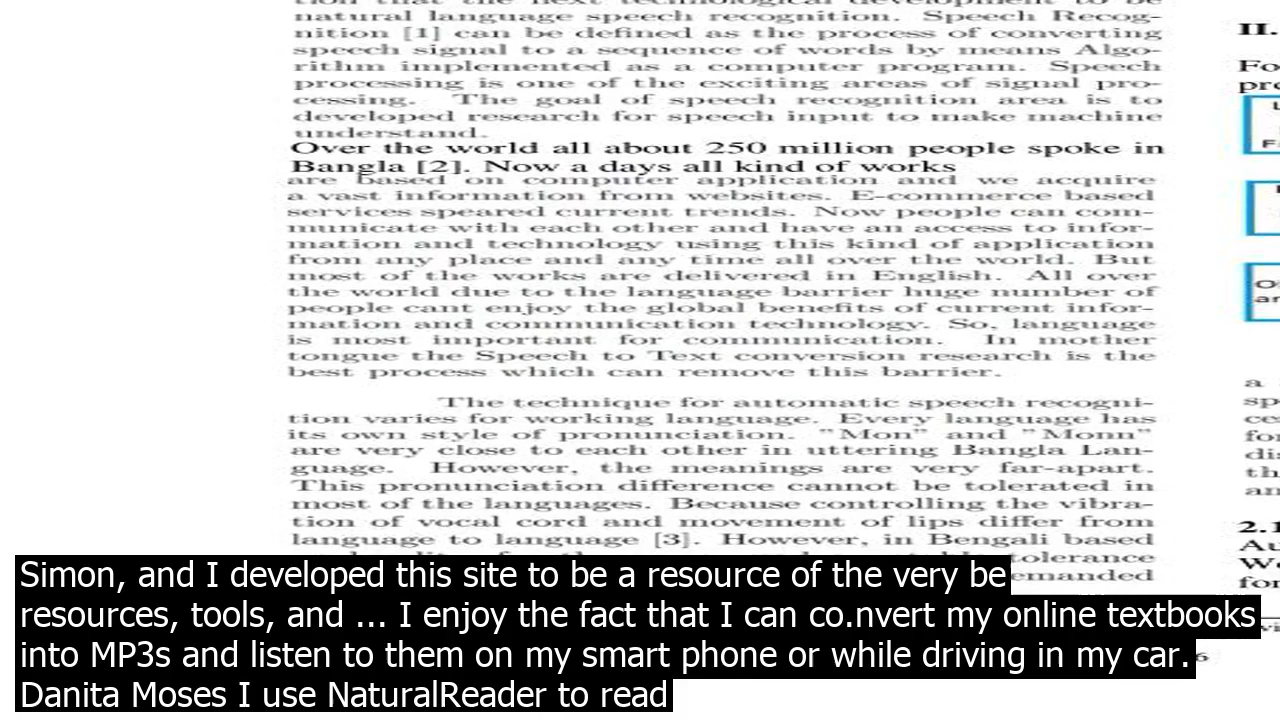 tion that the next technological development to be
natural language speech recognition. Speech Recog-
nition [1] can be defined as the process of converting
speech signal to a sequence of words by means Algo-
rithm implemented as a computer program. Speech
processing is one of the exciting areas of signal pro-
cessing. The goal of speech recognition area is to
developed research for speech input to make machine
understand.
Over the world all about 250 million people spoke in
Bangla [2]. Now a days all kind of works
are based on computer application and we acquire
a vast information from websites. E-commerce based
services speared current trends. Now people can com-
municate with each other and have an access to infor-
mation and technology using this kind of application
from any place and any time all over the world. But
most of the works are delivered in English. All over
the world due to the language barrier huge number of
people cant enjoy the global benefits of current infor-
mation and communication technology. So, language
is most important for communication. In mother
tongue the Speech to Text conversion research is the
best process which can remove this barrier.
The technique for automatic speech recogni-
tion varies for working language. Every language has
its own style of pronunciation. "Mon" and "Monn"
are very close to each other in uttering Bangla Lan-
guage. However, the meanings are very far-apart.
This pronunciation difference cannot be tolerated in
most of the languages. Because controlling the vibra-
tion of vocal cord and movement of lips differ from
language to language [3]. However, in Bengali based
tolerance
emanded
II.
Fo
pro
a
sp
ce
for
di
th
an
2.1
Au
We
for
6
Simon, and I developed this site to be a resource of the very be
resources, tools, and ... I enjoy the fact that I can co.nvert my online textbooks
into MP3s and listen to them on my smart phone or while driving in my car.
Danita Moses I use NaturalReader to read